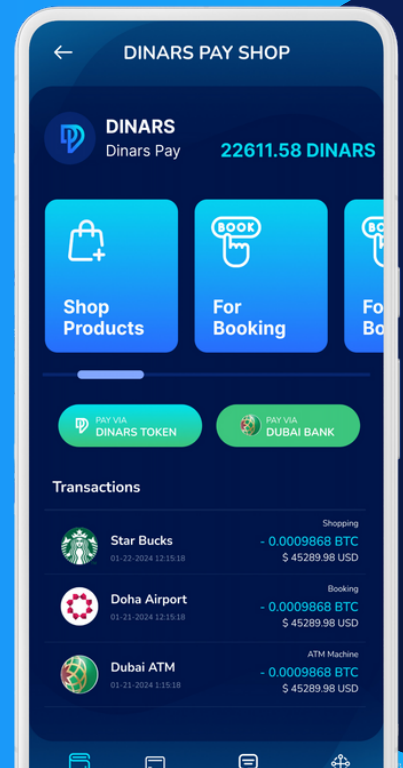 DINARS PAY SHOP
DINARS
Dinars Pay
22611.58 DINARS
BOOK
Shop
Products
For
Booking
Fo
Bo
PAY VIA
DINARS TOKEN
PAY VIA
DUBAI BANK
Transactions
Shopping
Star Bucks
- 0.0009868 BTC
01-22-2024 12:15:18
$ 45289.98 USD
Booking
Doha Airport
- 0.0009868 BTC
01-21-2024 12:15:18
$ 45289.98 USD
ATM Machine
Dubai ATM
- 0.0009868 BTC
01-21-2024 1:15:18
$ 45289.98 USD